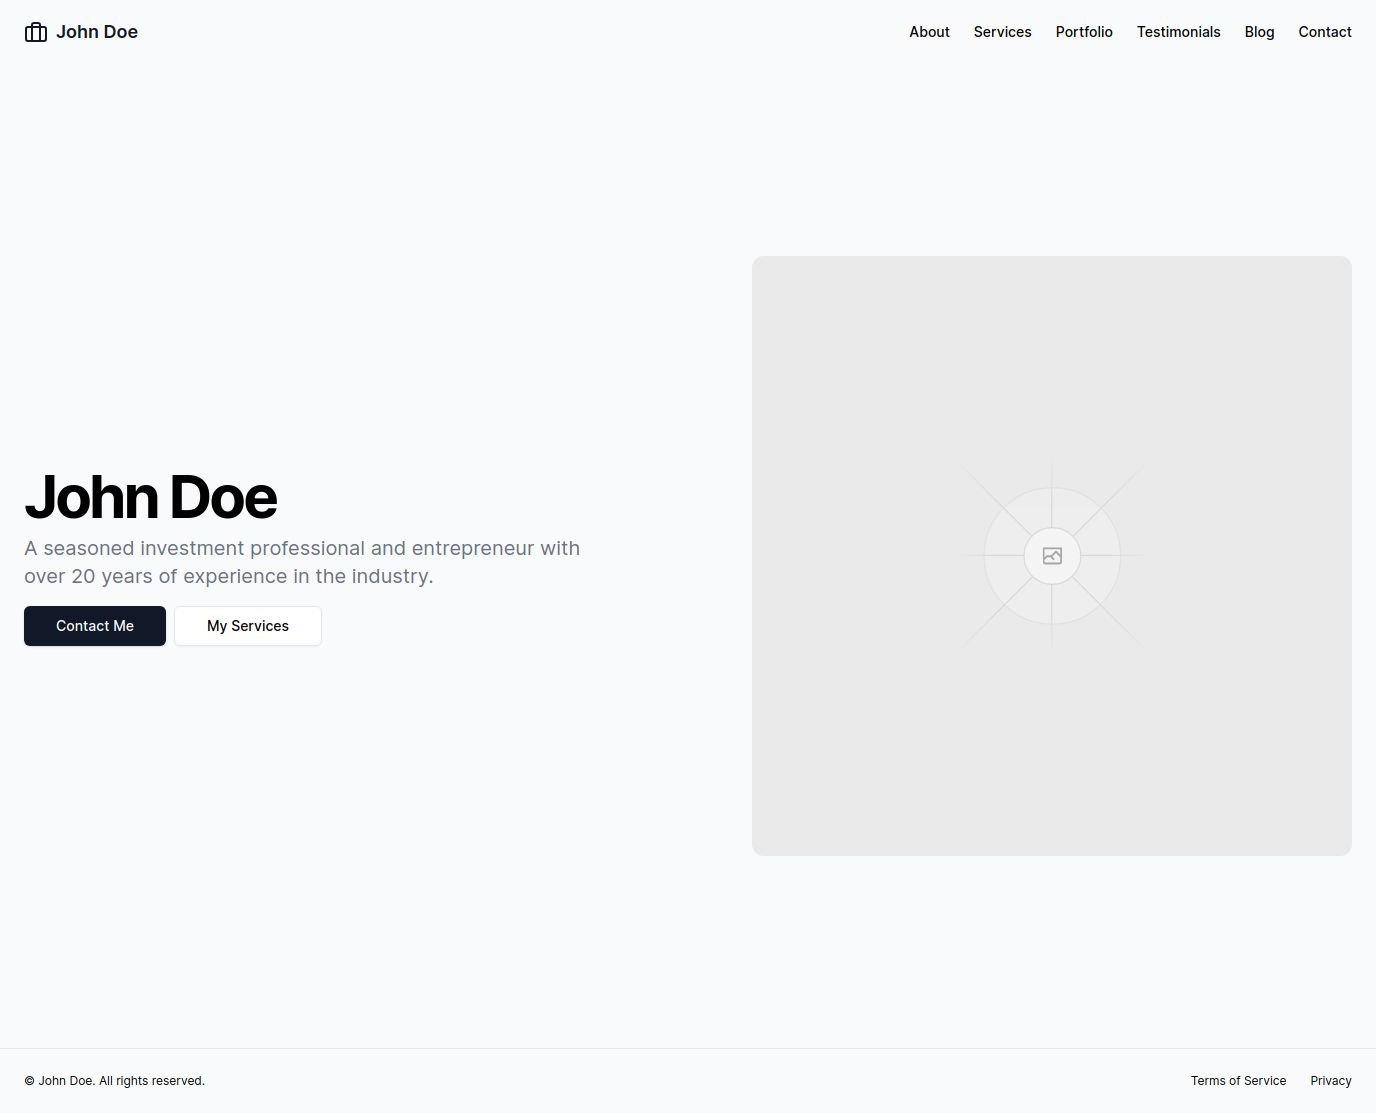 John Doe
About Services Portfolio Testimonials Blog Contact
John Doe
A seasoned investment professional and entrepreneur with
over 20 years of experience in the industry.
Contact Me
My Services
© John Doe. All rights reserved.
Terms of Service Privacy